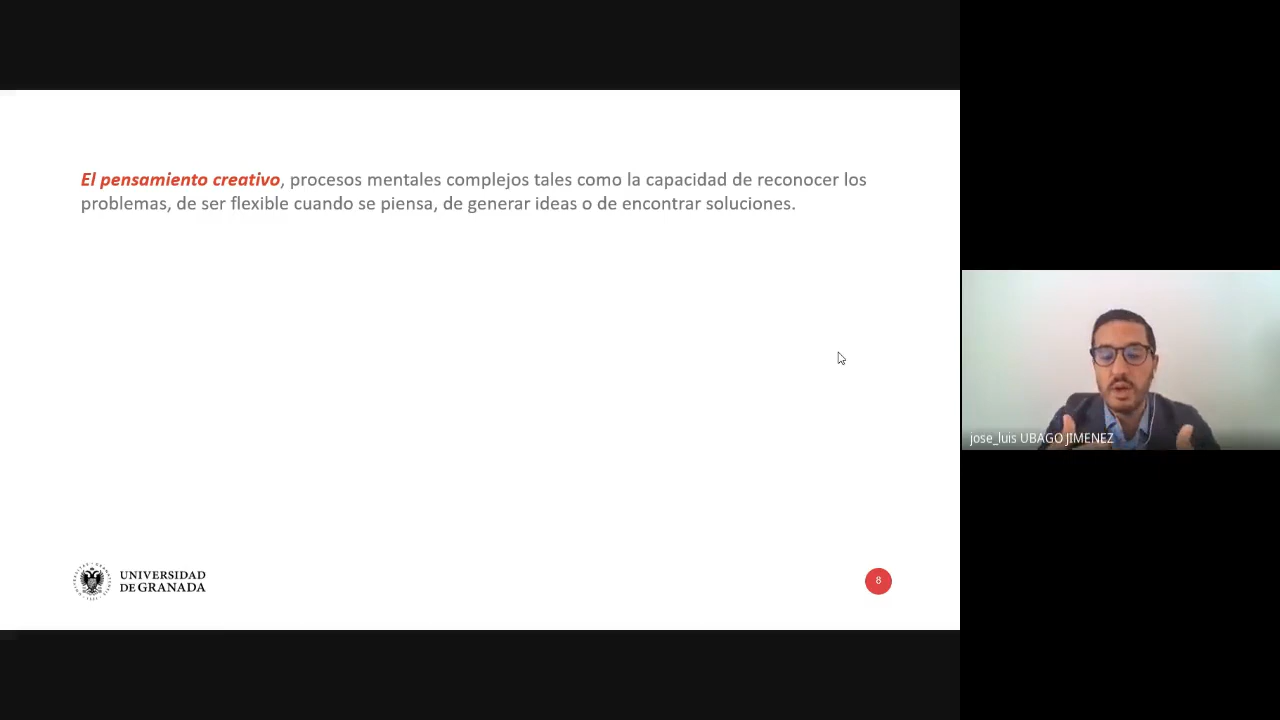 El pensamiento creativo, procesos mentales complejos tales como la capacidad de reconocer los
problemas, de ser flexible cuando se piensa, de generar ideas o de encontrar soluciones.
jose_luis UBAGO JIMENEZ
UNIVERSIDAD
DE GRANADA
8